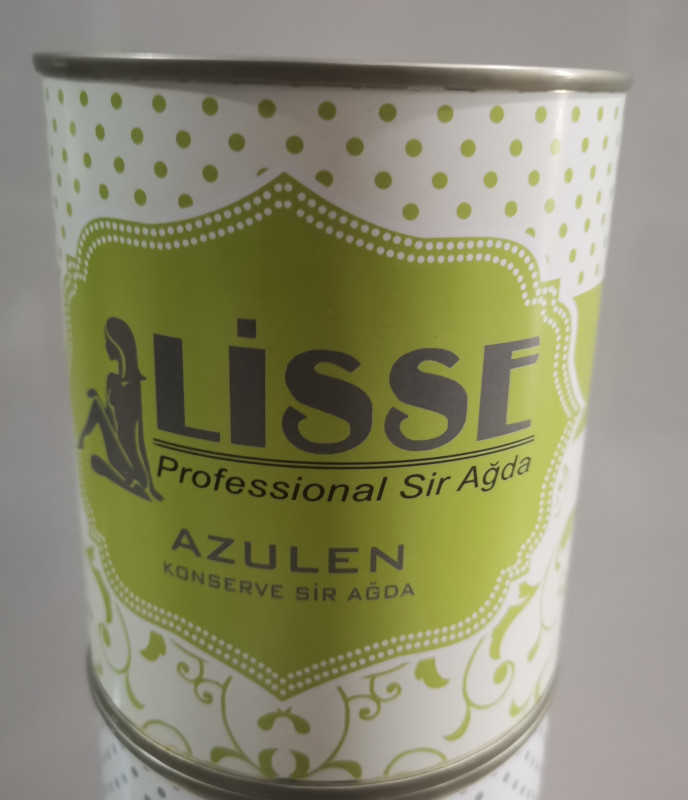 LİSSE
Professional Sir Ağda
AZULEN
KONSERVE SİR AĞDA